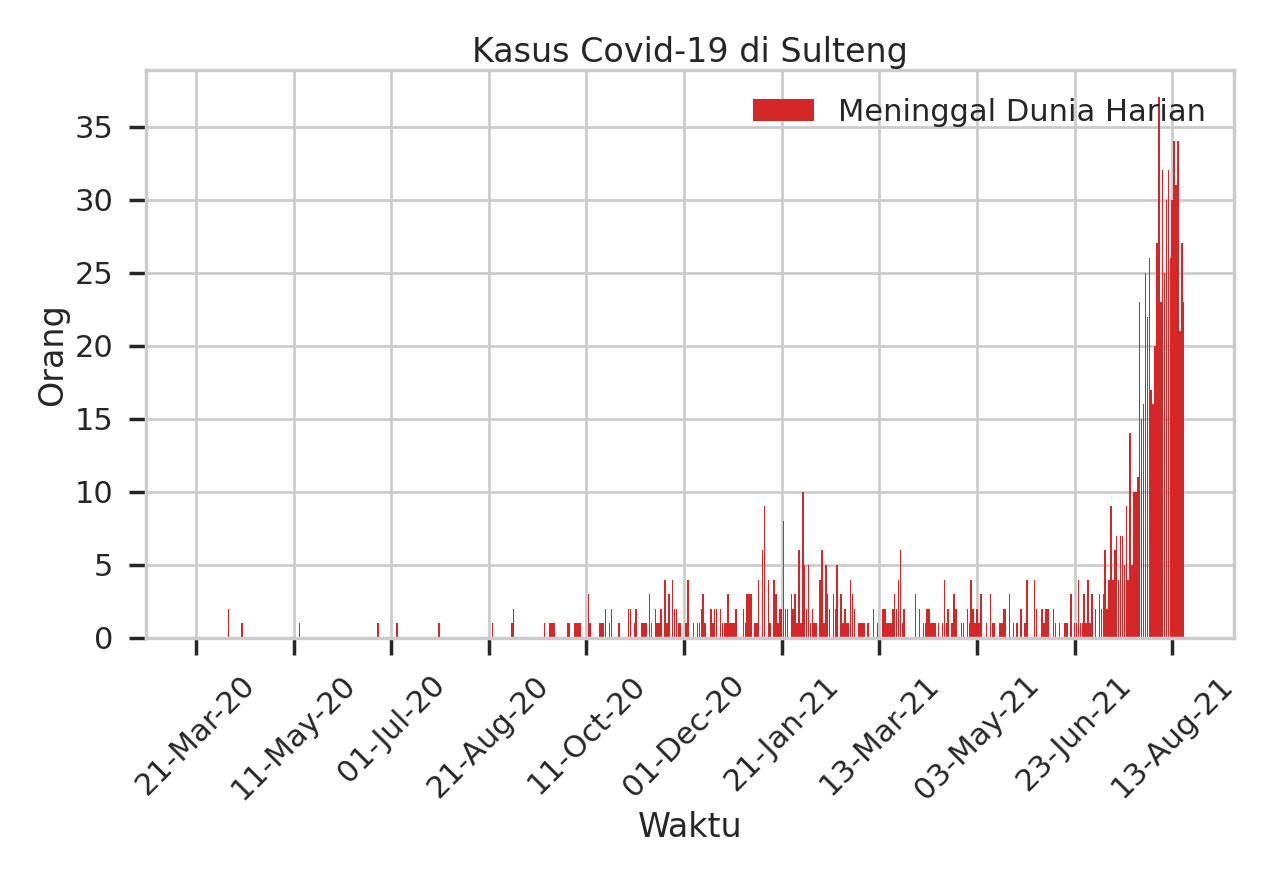 Kasus Covid-19 di Sulteng
Meninggal Dunia Harian
35
30
25
20
15
10
5
0
Orang
21-Mar-20
11-May-20
01-Jul-20
21-Aug-20
11-Oct-20
01-Dec-20
21-Jan-21
13-Mar-21
03-May-21
23-Jun-21
13-Aug-21
Waktu